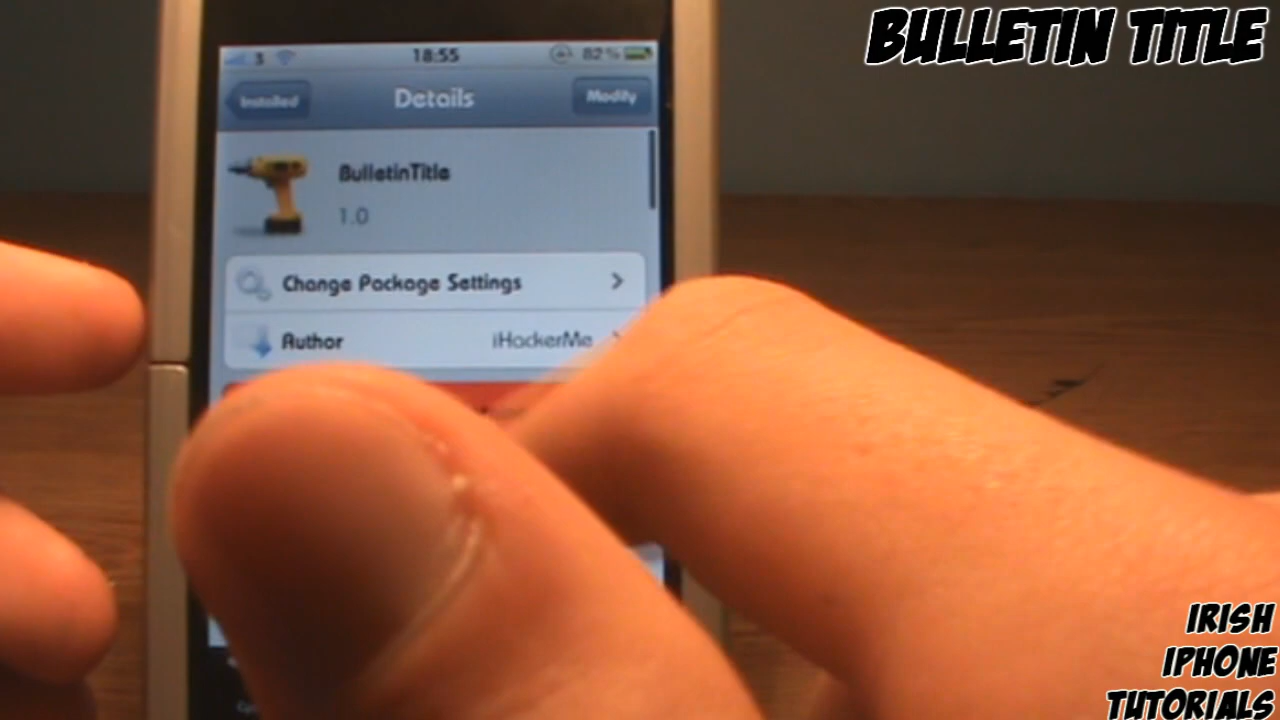 BULLETIN TITLE
3 18:55 82%
Installed Details Modify
BulletinTitle
1.0
Change Package Settings
Author iHackerMe
IRISH
IPHONE
TUTORIALS